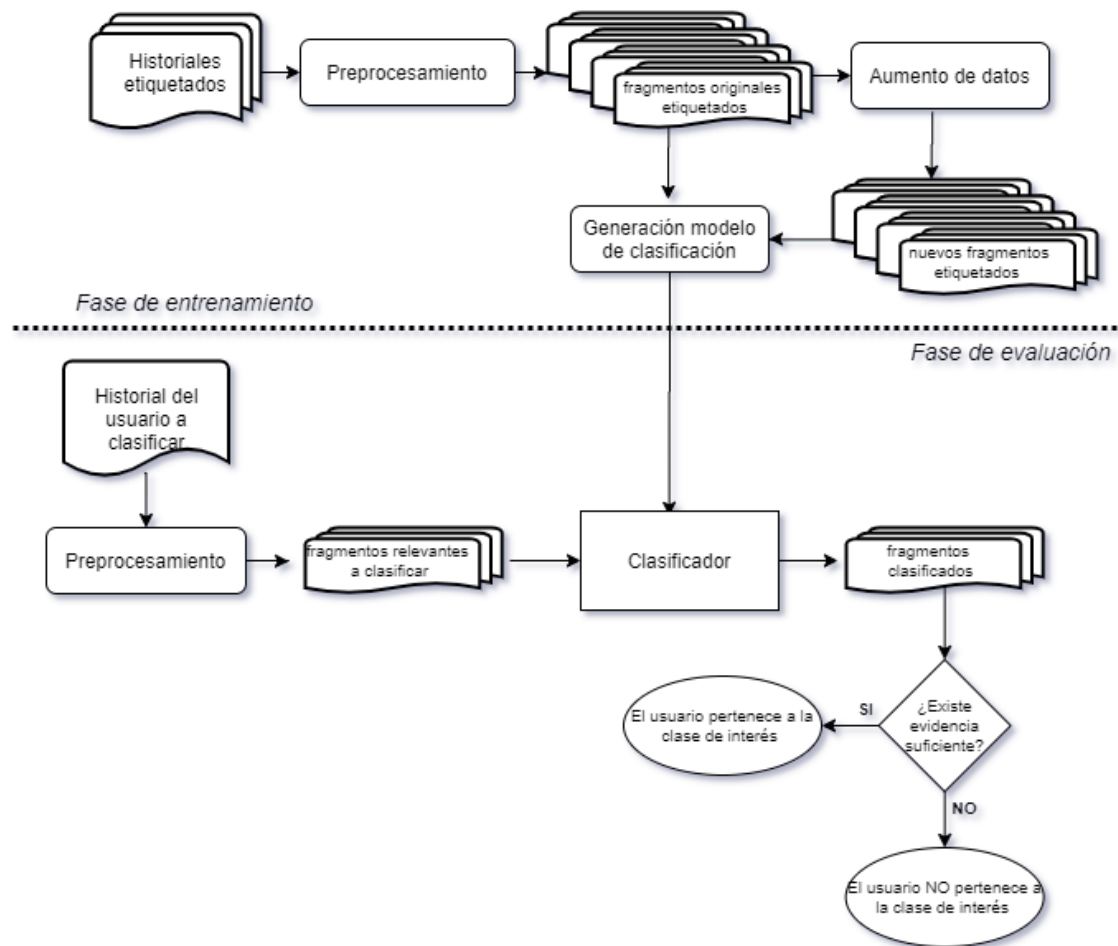 Historiales
etiquetados
Preprocesamiento
fragmentos originales
etiquetados
Aumento de datos
Generación modelo
de clasificación
nuevos fragmentos
etiquetados
Fase de entrenamiento
Fase de evaluación
Historial del
usuario a
clasificar
Preprocesamiento
fragmentos relevantes
a clasificar
Clasificador
fragmentos
clasificados
¿Existe
evidencia
suficiente?
SI
El usuario pertenece a la
clase de interés
NO
El usuario NO pertenece a
la clase de interés